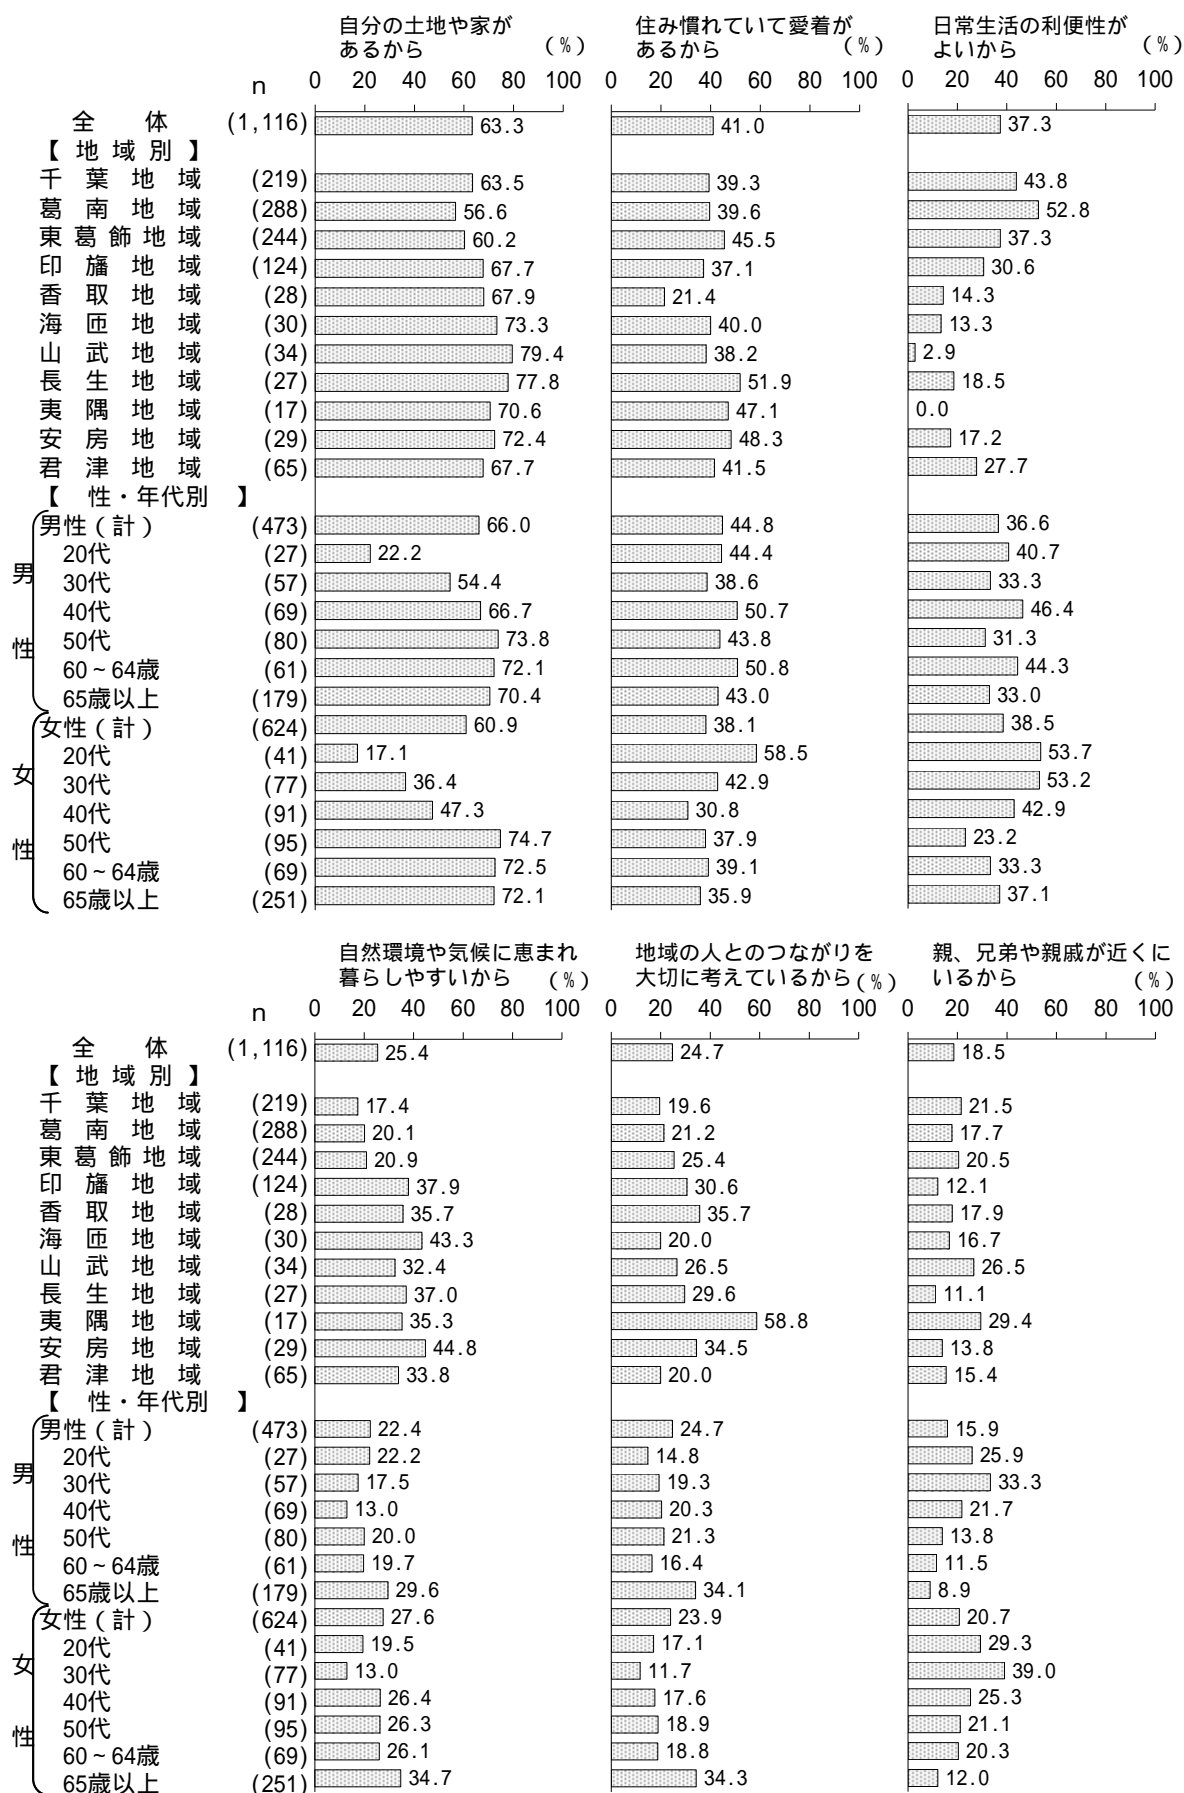 自分の土地や家が
あるから （％）
住み慣れていて愛着が
あるから （％）
日常生活の利便性が
よいから （％）
n 0 20 40 60 80 100 0 20 40 60 80 100 0 20 40 60 80 100
全 体 (1,116) 63.3 41.0 37.3
【 地 域 別 】
千 葉 地 域 (219) 63.5 39.3 43.8
葛 南 地 域 (288) 56.6 39.6 52.8
東 葛 飾 地 域 (244) 60.2 45.5 37.3
印 旛 地 域 (124) 67.7 37.1 30.6
香 取 地 域 (28) 67.9 21.4 14.3
海 匝 地 域 (30) 73.3 40.0 13.3
山 武 地 域 (34) 79.4 38.2 2.9
長 生 地 域 (27) 77.8 51.9 18.5
夷 隅 地 域 (17) 70.6 47.1 0.0
安 房 地 域 (29) 72.4 48.3 17.2
君 津 地 域 (65) 67.7 41.5 27.7
【 性・年代別 】
男 性
男性（計） (473) 66.0 44.8 36.6
20代 (27) 22.2 44.4 40.7
30代 (57) 54.4 38.6 33.3
40代 (69) 66.7 50.7 46.4
50代 (80) 73.8 43.8 31.3
60～64歳 (61) 72.1 50.8 44.3
65歳以上 (179) 70.4 43.0 33.0
女 性
女性（計） (624) 60.9 38.1 38.5
20代 (41) 17.1 58.5 53.7
30代 (77) 36.4 42.9 53.2
40代 (91) 47.3 30.8 42.9
50代 (95) 74.7 37.9 23.2
60～64歳 (69) 72.5 39.1 33.3
65歳以上 (251) 72.1 35.9 37.1
自然環境や気候に恵まれ
暮らしやすいから （％）
地域の人とのつながりを
大切に考えているから（％）
親、兄弟や親戚が近くに
いるから （％）
n 0 20 40 60 80 100 0 20 40 60 80 100 0 20 40 60 80 100
全 体 (1,116) 25.4 24.7 18.5
【 地 域 別 】
千 葉 地 域 (219) 17.4 19.6 21.5
葛 南 地 域 (288) 20.1 21.2 17.7
東 葛 飾 地 域 (244) 20.9 25.4 20.5
印 旛 地 域 (124) 37.9 30.6 12.1
香 取 地 域 (28) 35.7 35.7 17.9
海 匝 地 域 (30) 43.3 20.0 16.7
山 武 地 域 (34) 32.4 26.5 26.5
長 生 地 域 (27) 37.0 29.6 11.1
夷 隅 地 域 (17) 35.3 58.8 29.4
安 房 地 域 (29) 44.8 34.5 13.8
君 津 地 域 (65) 33.8 20.0 15.4
【 性・年代別 】
男 性
男性（計） (473) 22.4 24.7 15.9
20代 (27) 22.2 14.8 25.9
30代 (57) 17.5 19.3 33.3
40代 (69) 13.0 20.3 21.7
50代 (80) 20.0 21.3 13.8
60～64歳 (61) 19.7 16.4 11.5
65歳以上 (179) 29.6 34.1 8.9
女 性
女性（計） (624) 27.6 23.9 20.7
20代 (41) 19.5 17.1 29.3
30代 (77) 13.0 11.7 39.0
40代 (91) 26.4 17.6 25.3
50代 (95) 26.3 18.9 21.1
60～64歳 (69) 26.1 18.8 20.3
65歳以上 (251) 34.7 34.3 12.0